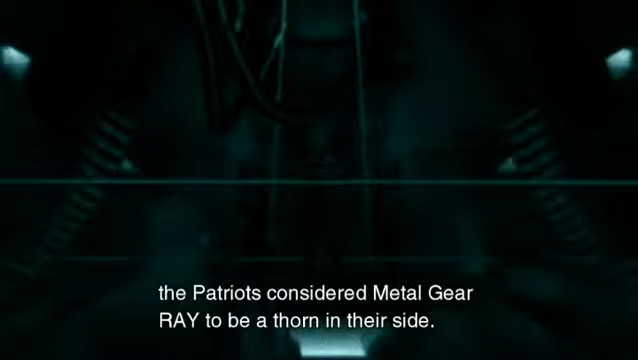 the Patriots considered Metal Gear
RAY to be a thorn in their side.